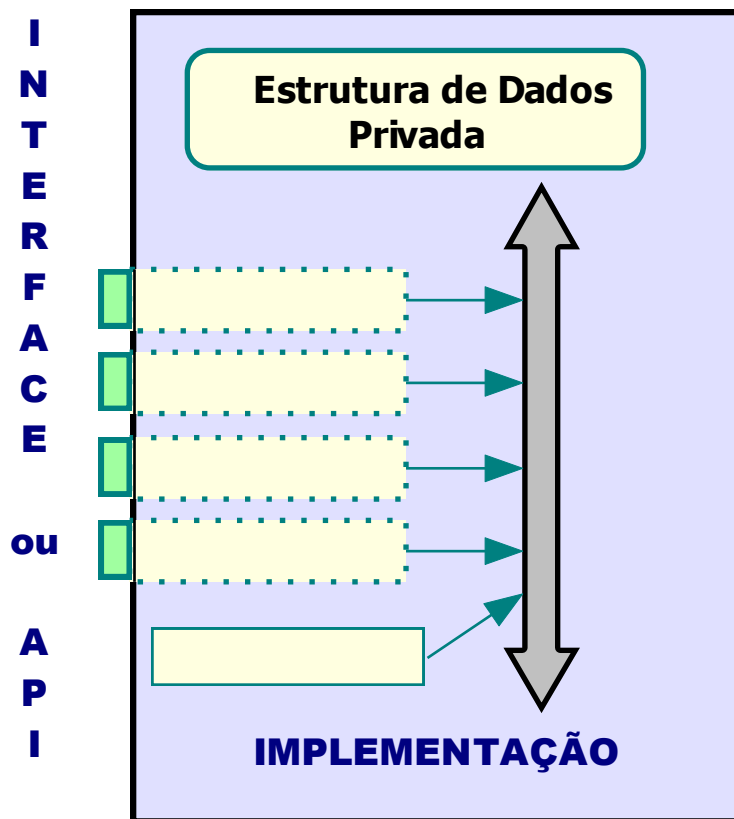 INTERFACE
ou
API
Estrutura de Dados
Privada
IMPLEMENTAÇÃO